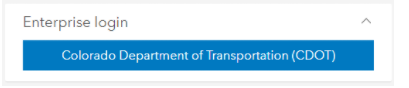 Enterprise login
Colorado Department of Transportation (CDOT)